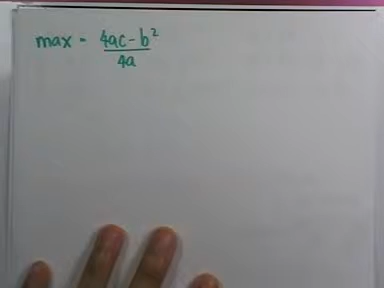 max = (4ac - b²)/4a